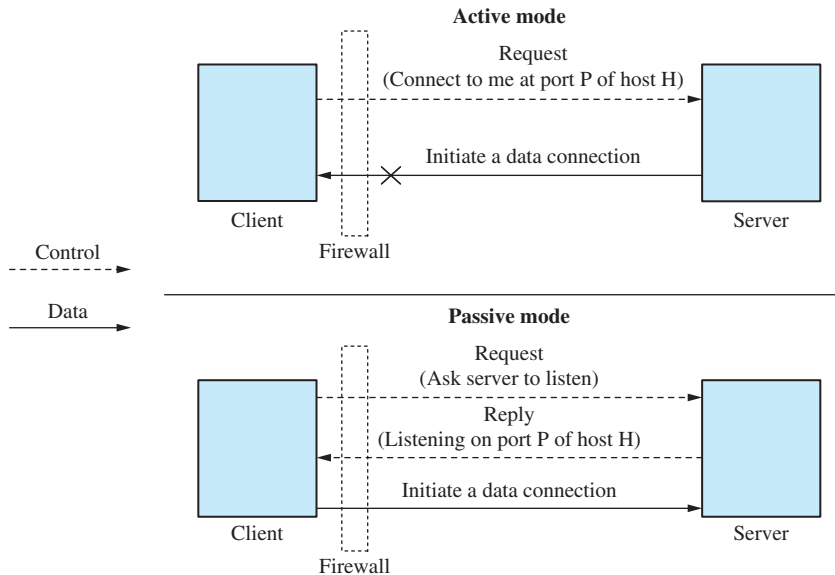 Active mode
Request
(Connect to me at port P of host H)
Initiate a data connection
Client
Server
Firewall
Control
Data
Passive mode
Request
(Ask server to listen)
Reply
(Listening on port P of host H)
Initiate a data connection
Client
Server
Firewall